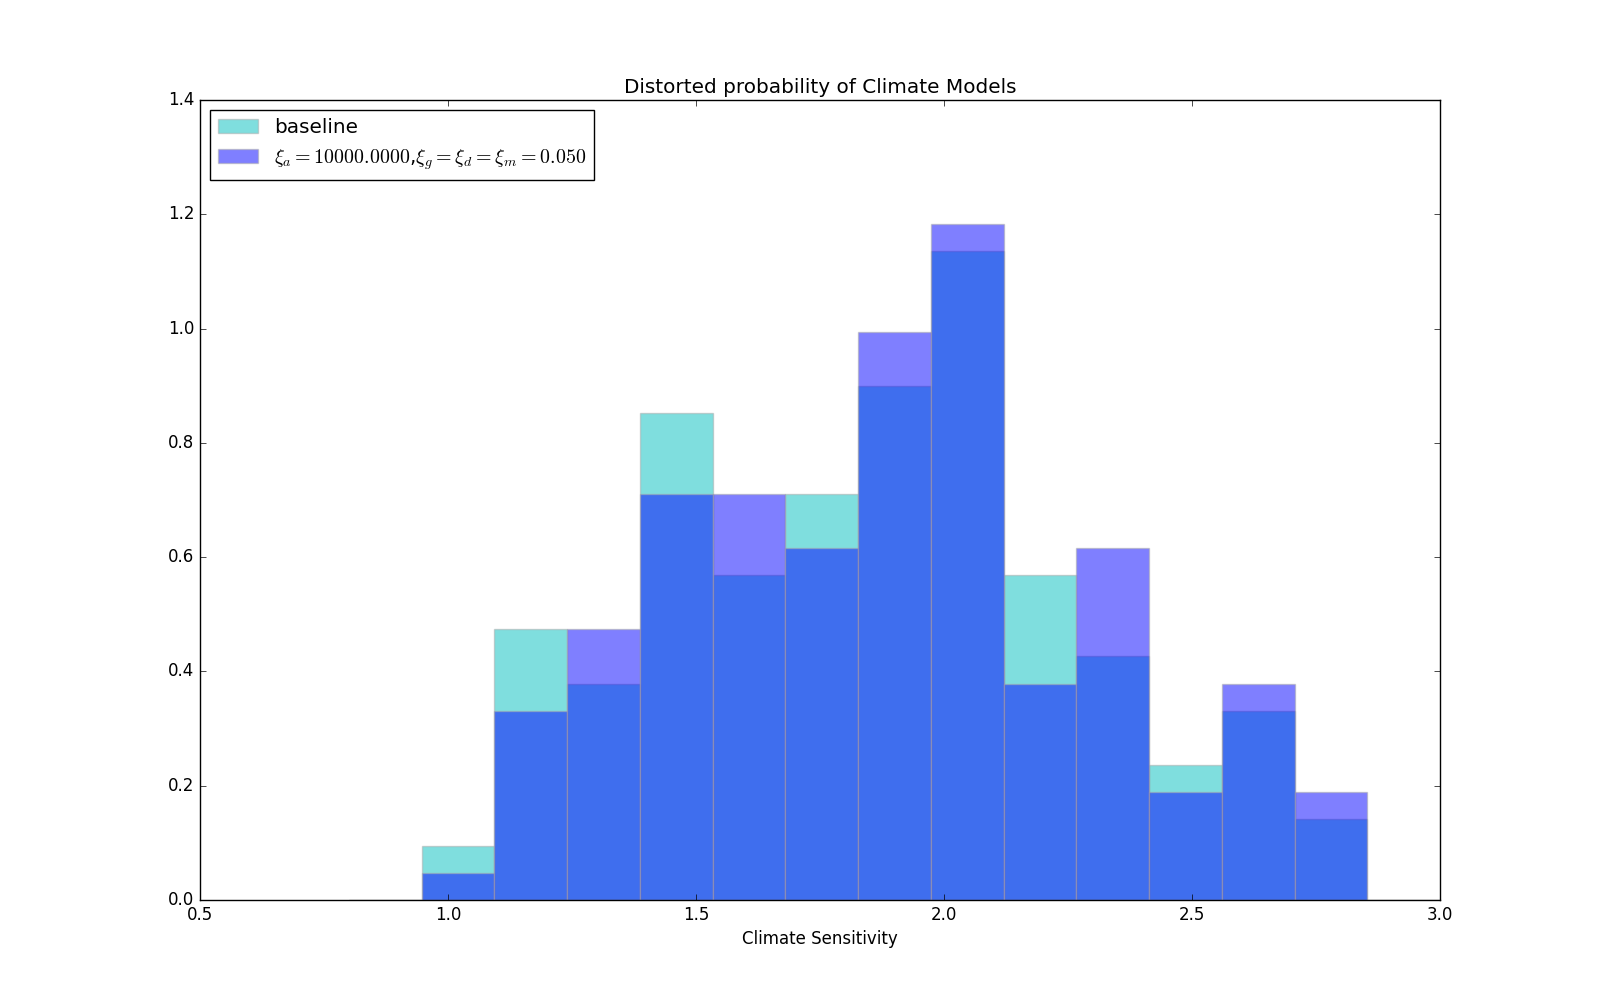 Distorted probability of Climate Models
1.4
baseline
ξₐ = 10000.0000, ξ_g = ξ_d = ξₘ = 0.050
1.2
1.0
0.8
0.6
0.4
0.2
0.0
0.5 1.0 1.5 2.0 2.5 3.0
Climate Sensitivity